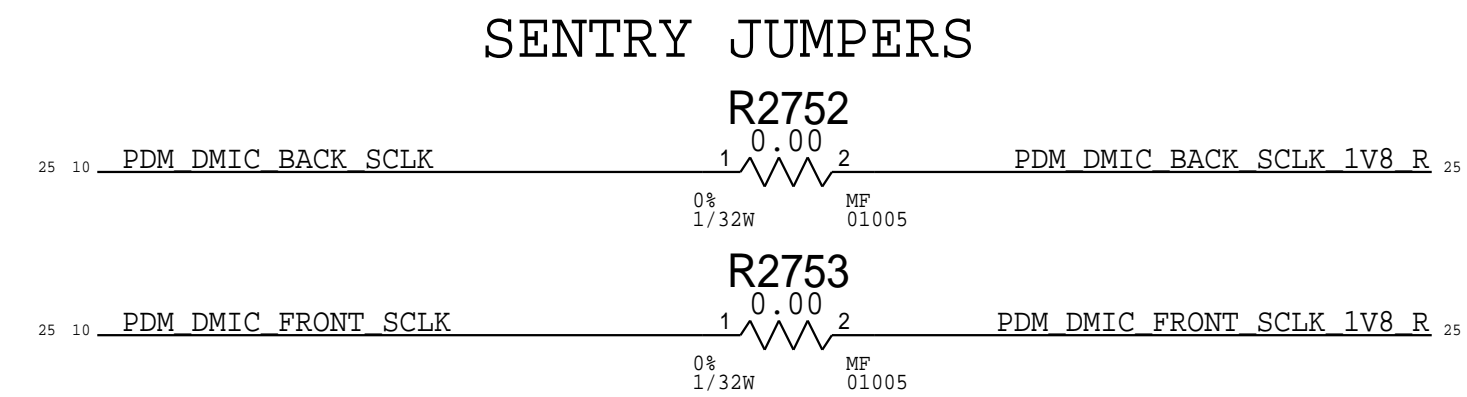 SENTRY JUMPERS
R2752
0.00
25 10 PDM_DMIC_BACK_SCLK 1 2 PDM_DMIC_BACK_SCLK_1V8_R 25
0% MF
1/32W 01005
R2753
0.00
25 10 PDM_DMIC_FRONT_SCLK 1 2 PDM_DMIC_FRONT_SCLK_1V8_R 25
0% MF
1/32W 01005